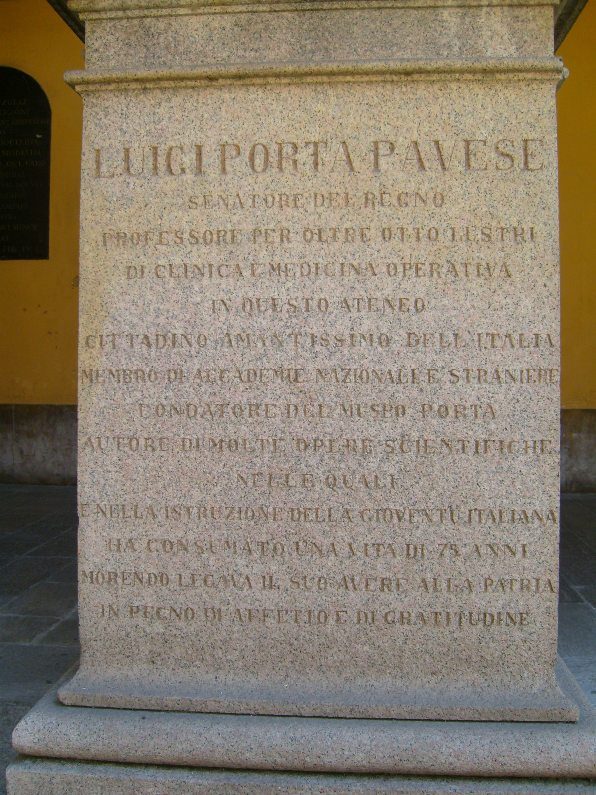 LUIGI PORTA PAVESE
SENATORE DEL REGNO
PROFESSORE PER OLTRE OTTO LUSTRI
DI CLINICA E MEDICINA OPERATIVA
IN QUESTO ATENEO
CITTADINO AMANTISSIMO DELL'ITALIA
MEMBRO DI ACCADEMIE NAZIONALI E STRANIERE
FONDATORE DEL MUSEO PORTA
AUTORE DI MOLTE OPERE SCIENTIFICHE
NELLE QUALI
E NELLA ISTRUZIONE DELLA GIOVENTÙ ITALIANA
HA CONSUMATO UNA VITA DI 75 ANNI
MORENDO LEGAVA IL SUO AVERE ALLA PATRIA
IN PEGNO DI AFFETTO E DI GRATITUDINE